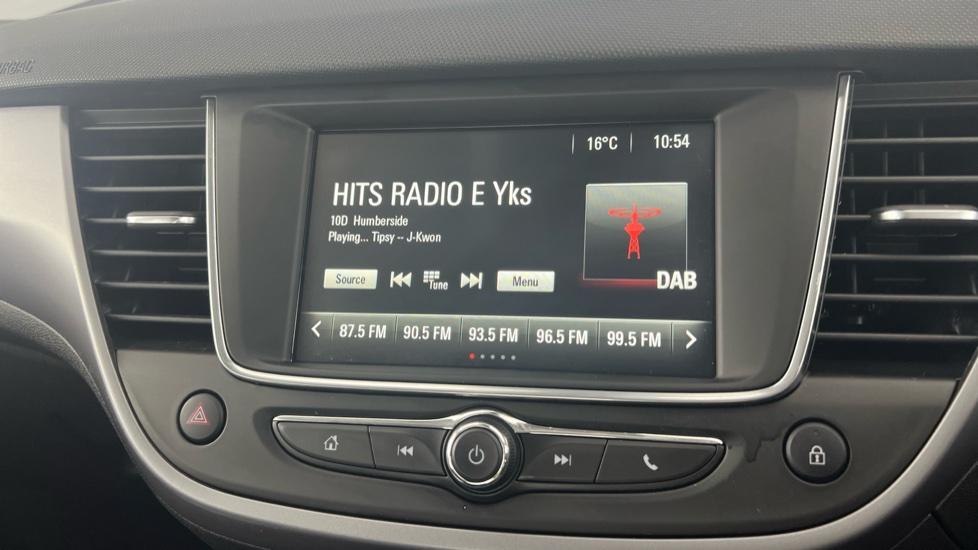 AIRBAG
16°C 10:54
HITS RADIO E Yks
10D Humberside
Playing... Tipsy -- J-Kwon
DAB
Source Tune Menu
87.5 FM 90.5 FM 93.5 FM 96.5 FM 99.5 FM